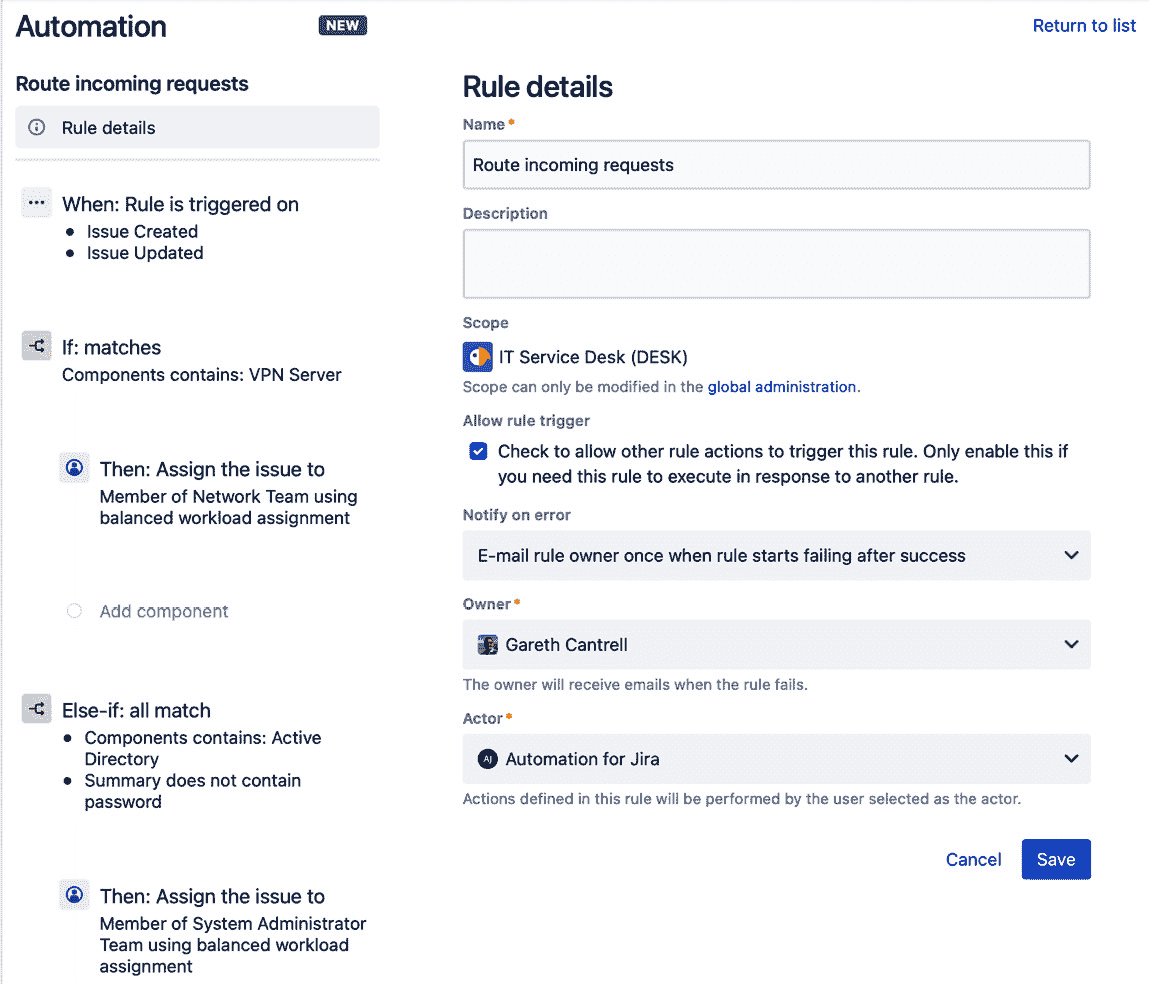 Automation
NEW
Return to list
Route incoming requests
Rule details
When: Rule is triggered on
Issue Created
Issue Updated
If: matches
Components contains: VPN Server
Then: Assign the issue to
Member of Network Team using
balanced workload assignment
Add component
Else-if: all match
Components contains: Active
Directory
Summary does not contain
password
Then: Assign the issue to
Member of System Administrator
Team using balanced workload
assignment
Rule details
Name *
Route incoming requests
Description
Scope
IT Service Desk (DESK)
Scope can only be modified in the global administration.
Allow rule trigger
Check to allow other rule actions to trigger this rule. Only enable this if
you need this rule to execute in response to another rule.
Notify on error
E-mail rule owner once when rule starts failing after success
Owner *
Gareth Cantrell
The owner will receive emails when the rule fails.
Actor *
AJ
Automation for Jira
Actions defined in this rule will be performed by the user selected as the actor.
Cancel
Save